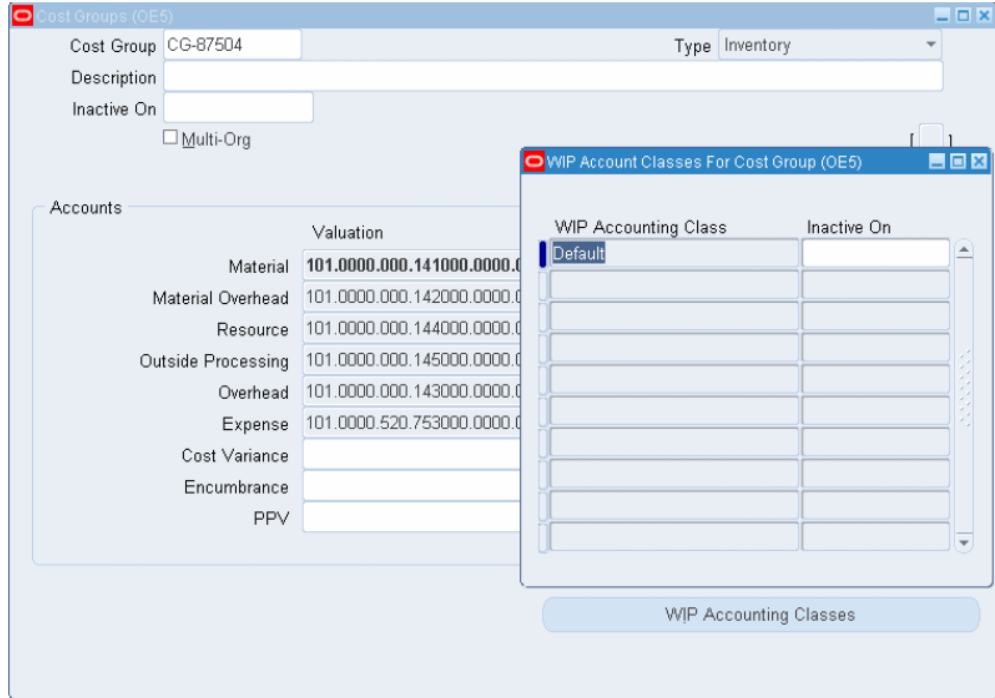 Cost Groups (OE5)
Cost Group CG-87504 Type Inventory
Description
Inactive On
Multi-Org
[ ]
WIP Account Classes For Cost Group (OE5)
WIP Accounting Class Inactive On
Default
Accounts
Valuation
Material 101.0000.000.141000.0000.0
Material Overhead 101.0000.000.142000.0000.0
Resource 101.0000.000.144000.0000.0
Outside Processing 101.0000.000.145000.0000.0
Overhead 101.0000.000.143000.0000.0
Expense 101.0000.520.753000.0000.0
Cost Variance
Encumbrance
PPV
WIP Accounting Classes